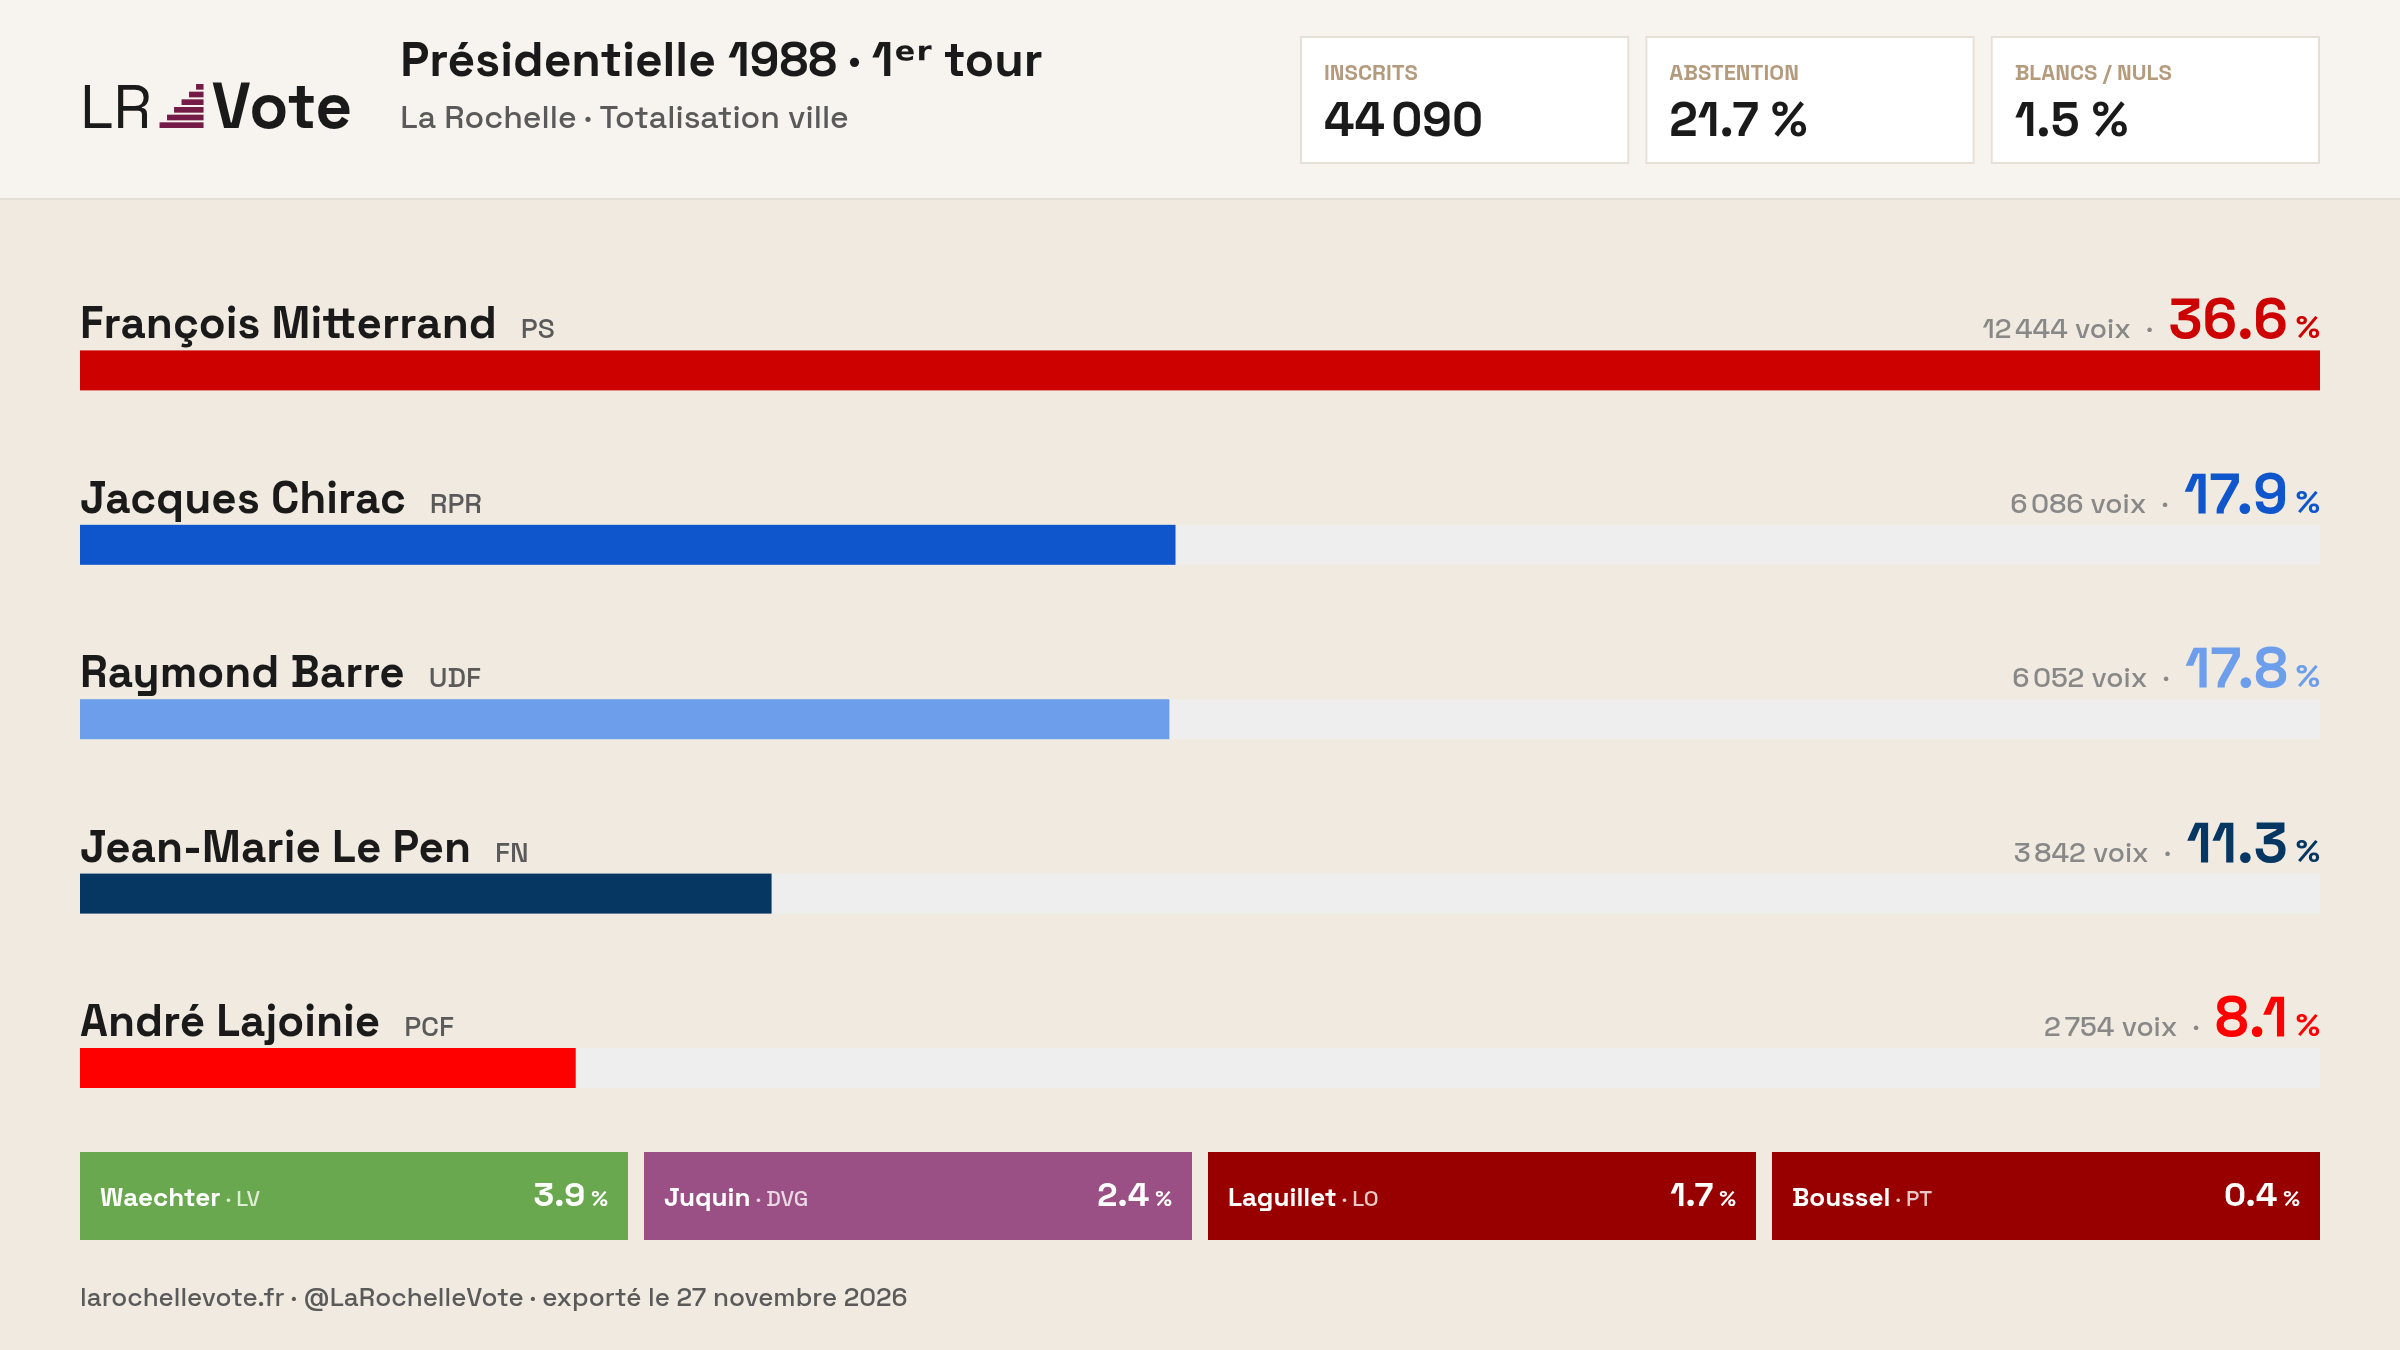 LR Vote
Présidentielle 1988 · 1er tour
La Rochelle · Totalisation ville
INSCRITS
44 090
ABSTENTION
21.7 %
BLANCS / NULS
1.5 %
François Mitterrand PS 12 444 voix · 36.6 %
Jacques Chirac RPR 6 086 voix · 17.9 %
Raymond Barre UDF 6 052 voix · 17.8 %
Jean-Marie Le Pen FN 3 842 voix · 11.3 %
André Lajoinie PCF 2 754 voix · 8.1 %
Waechter · LV 3.9 %
Juquin · DVG 2.4 %
Laguillet · LO 1.7 %
Boussel · PT 0.4 %
larochellevote.fr · @LaRochelleVote · exporté le 27 novembre 2026